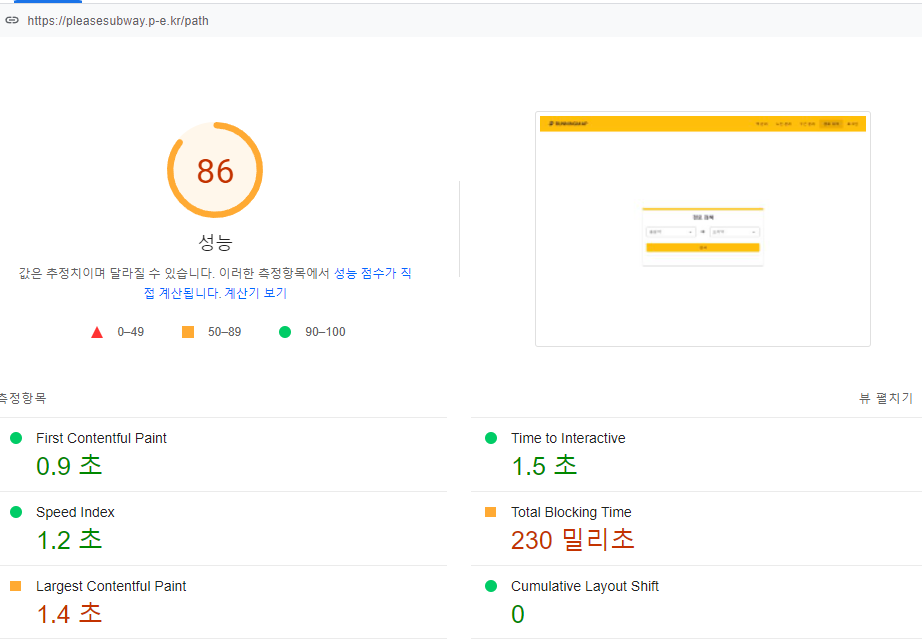 https://pleasesubway.p-e.kr/path
86
성능
값은 추정치이며 달라질 수 있습니다. 이러한 측정항목에서 성능 점수가 직
접 계산됩니다. 계산기 보기
0–49
50–89
90–100
측정항목
뷰 펼치기
First Contentful Paint
0.9 초
Time to Interactive
1.5 초
Speed Index
1.2 초
Total Blocking Time
230 밀리초
Largest Contentful Paint
1.4 초
Cumulative Layout Shift
0